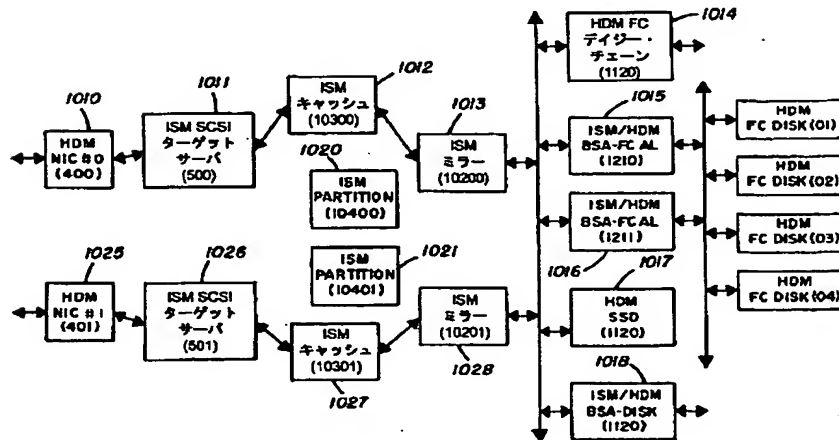 1010
HDM
NIC #0
(400)
1011
ISM SCSI
ターゲット
サーバ
(500)
1012
ISM
キャッシュ
(10300)
1020
ISM
PARTITION
(10400)
1013
ISM
ミラー
(10200)
1025
HDM
NIC #1
(401)
1026
ISM SCSI
ターゲット
サーバ
(501)
1021
ISM
PARTITION
(10401)
ISM
キャッシュ
(10301)
1027
ISM
ミラー
(10201)
1028
1014
HDM FC
デイジー・
チェーン
(1120)
1015
ISM/HDM
BSA-FC AL
(1210)
ISM/HDM
BSA-FC AL
(1211)
1016
1017
HDM
SSD
(1120)
1018
ISM/HDM
BSA-DISK
(1120)
HDM
FC DISK(01)
HDM
FC DISK(02)
HDM
FC DISK(03)
HDM
FC DISK(04)